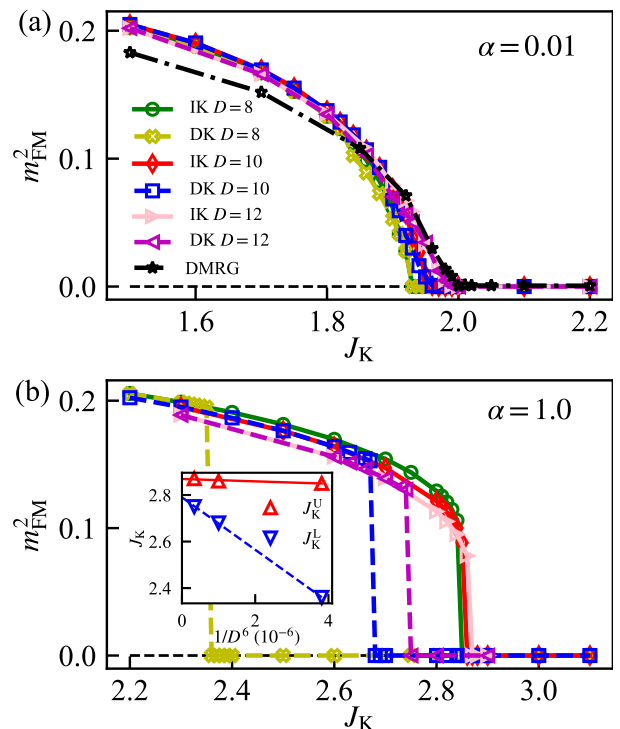 (a)
α = 0.01
0.2
0.1
0.0
m²FM
IK D = 8
DK D = 8
IK D = 10
DK D = 10
IK D = 12
DK D = 12
DMRG
1.6 1.8 2.0 2.2
JK
(b)
α = 1.0
0.2
0.1
0.0
m²FM
2.8
2.6
2.4
JK
JKU
JKL
0 2 4
1/D⁶ (10⁻⁶)
2.2 2.4 2.6 2.8 3.0
JK